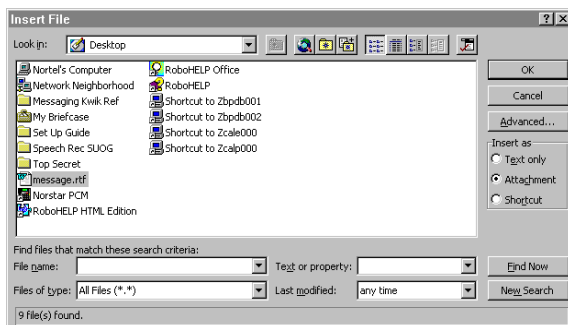 Insert File
Look in: Desktop
Nortel's Computer
Network Neighborhood
Messaging Kwik Ref
My Briefcase
Set Up Guide
Speech Rec SUOG
Top Secret
message.rtf
Norstar PCM
RoboHELP HTML Edition
RoboHELP Office
RoboHELP
Shortcut to Zbpdb001
Shortcut to Zbpdb002
Shortcut to Zcale000
Shortcut to Zcalp000
OK
Cancel
Advanced...
Insert as
Text only
Attachment
Shortcut
Find files that match these search criteria:
File name: Text or property: Find Now
Files of type: All Files (*.*) Last modified: any time New Search
9 file(s) found.